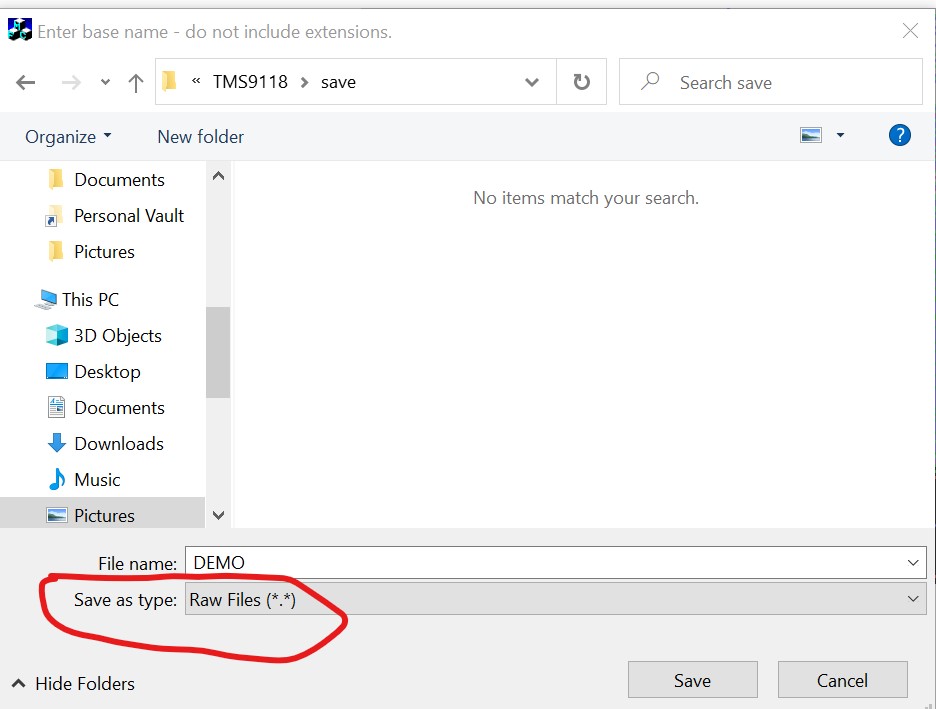 Enter base name - do not include extensions.
« TMS9118 > save
Search save
Organize
New folder
?
Documents
Personal Vault
Pictures
This PC
3D Objects
Desktop
Documents
Downloads
Music
Pictures
No items match your search.
File name: DEMO
Save as type: Raw Files (*.*)
Hide Folders
Save
Cancel